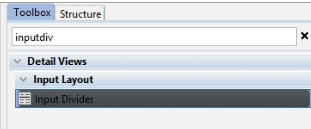 Toolbox Structure
inputdiv
Detail Views
Input Layout
Input Divider